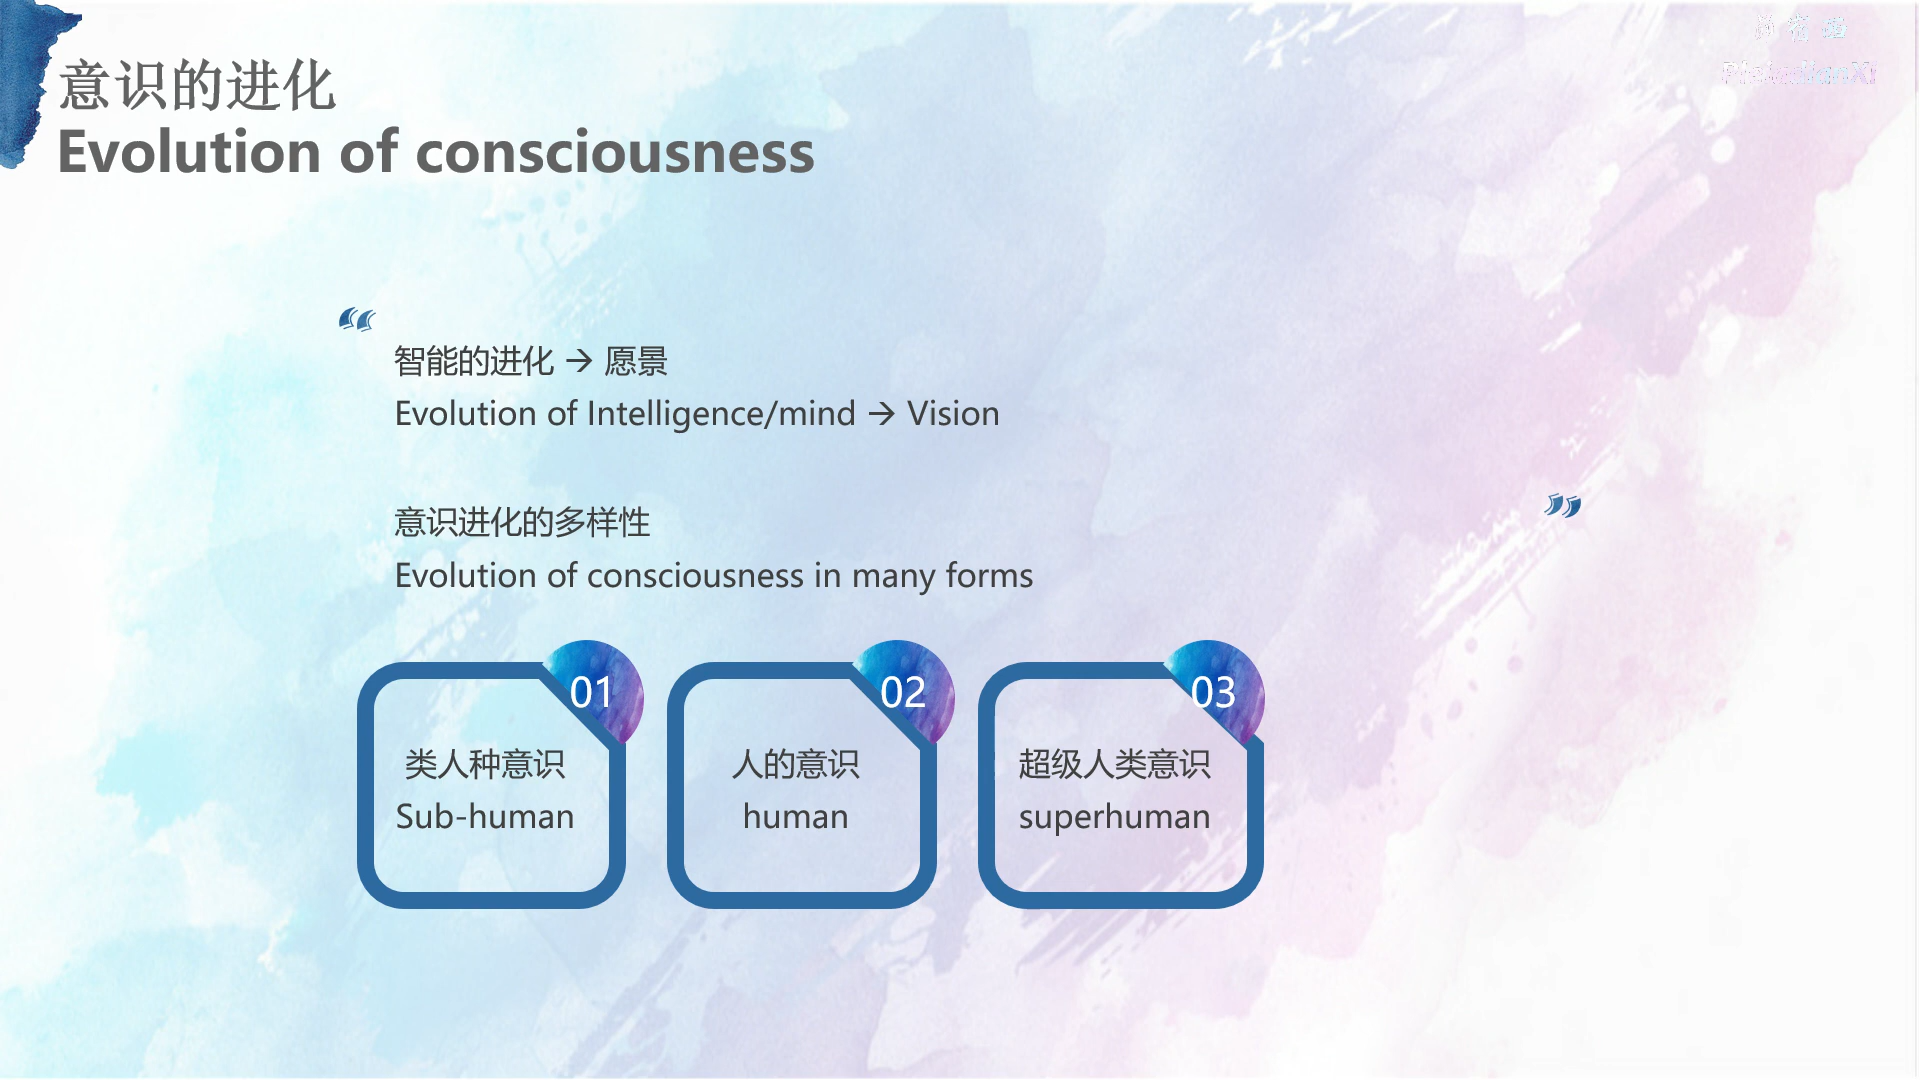 意识的进化
Evolution of consciousness
“
智能的进化 → 愿景
Evolution of Intelligence/mind → Vision
意识进化的多样性
Evolution of consciousness in many forms
”
01
类人种意识
Sub-human
02
人的意识
human
03
超级人类意识
superhuman